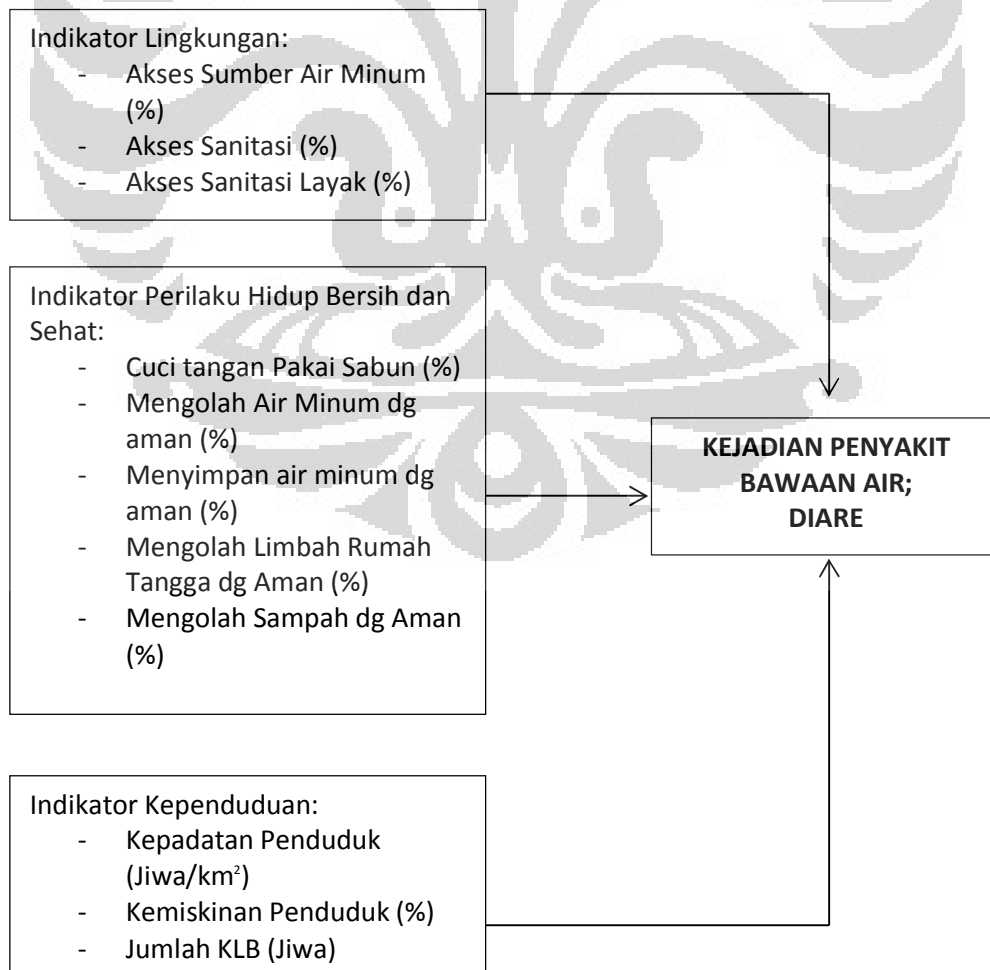 Indikator Lingkungan:
- Akses Sumber Air Minum
(%)
- Akses Sanitasi (%)
- Akses Sanitasi Layak (%)
Indikator Perilaku Hidup Bersih dan
Sehat:
- Cuci tangan Pakai Sabun (%)
- Mengolah Air Minum dg
aman (%)
- Menyimpan air minum dg
aman (%)
- Mengolah Limbah Rumah
Tangga dg Aman (%)
- Mengolah Sampah dg Aman
(%)
KEJADIAN PENYAKIT
BAWAAN AIR;
DIARE
Indikator Kependuduan:
- Kepadatan Penduduk
(Jiwa/km²)
- Kemiskinan Penduduk (%)
- Jumlah KLB (Jiwa)